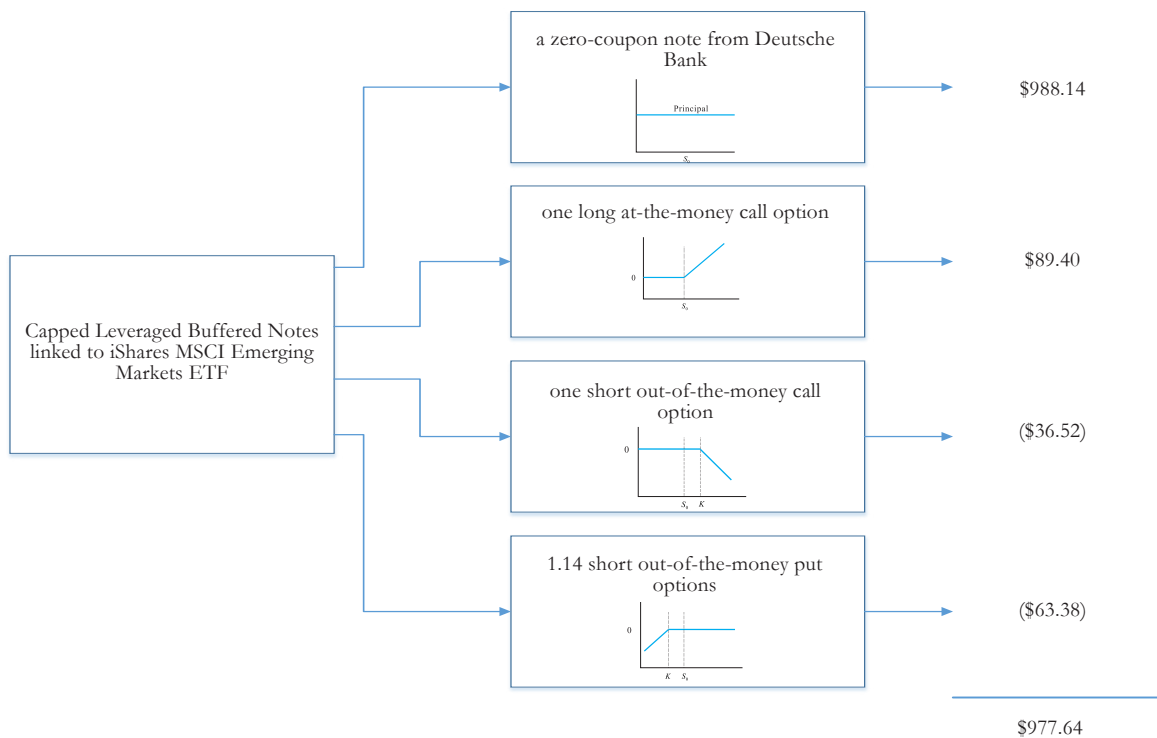 a zero-coupon note from Deutsche
Bank
Principal
S₀
$988.14
one long at-the-money call option
0
S₀
$89.40
Capped Leveraged Buffered Notes
linked to iShares MSCI Emerging
Markets ETF
one short out-of-the-money call
option
0
S₀ K
($36.52)
1.14 short out-of-the-money put
options
0
K S₀
($63.38)
$977.64